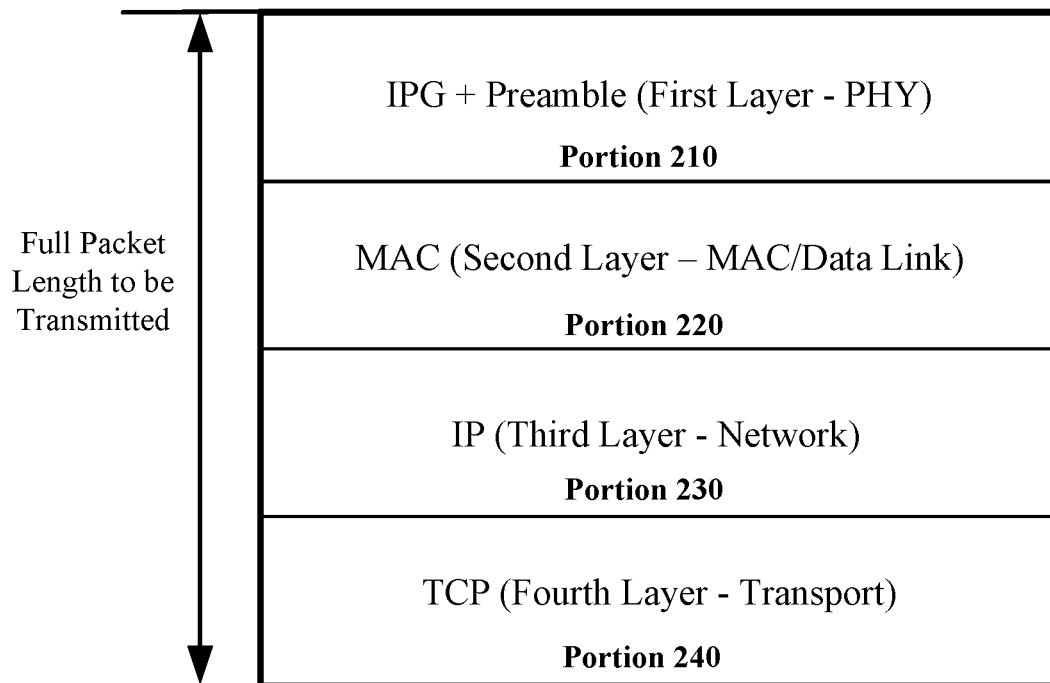 IPG + Preamble (First Layer - PHY)
Portion 210
Full Packet
Length to be
Transmitted
MAC (Second Layer – MAC/Data Link)
Portion 220
IP (Third Layer - Network)
Portion 230
TCP (Fourth Layer - Transport)
Portion 240